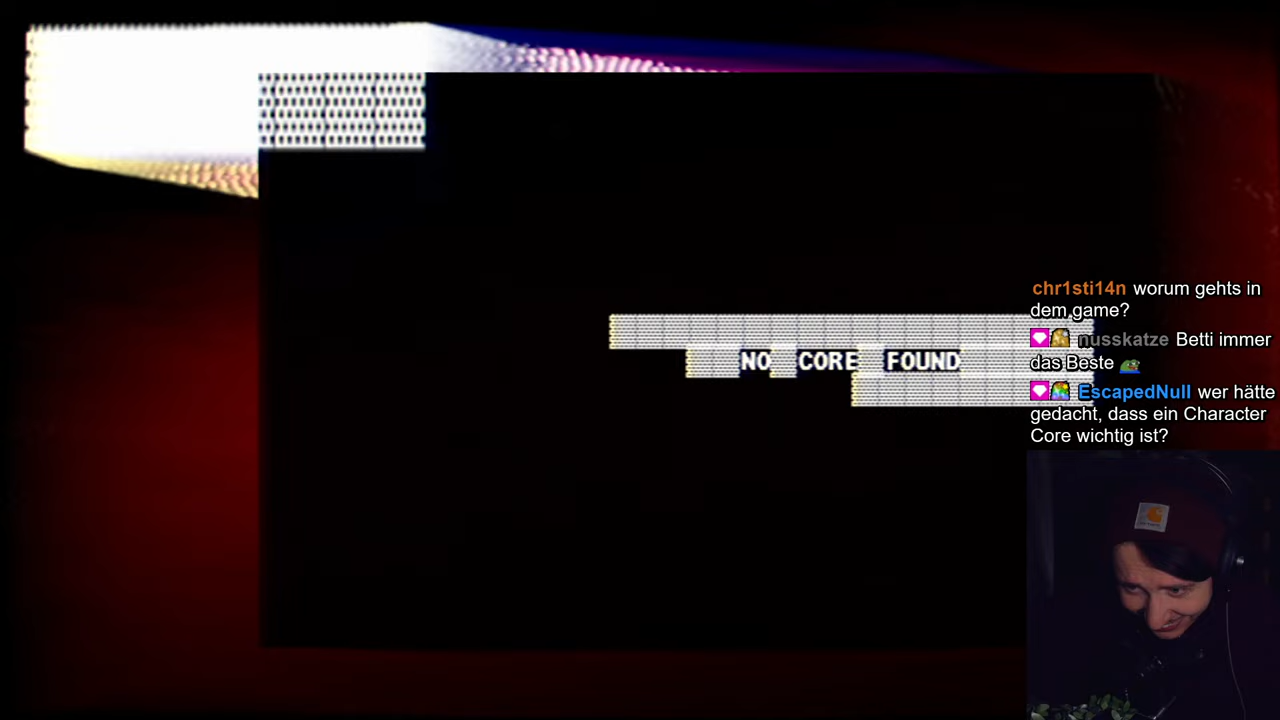 NO CORE FOUND
chr1sti14n worum gehts in
dem game?
nusskatze Betti immer
das Beste
EscapedNull wer hätte
gedacht, dass ein Character
Core wichtig ist?